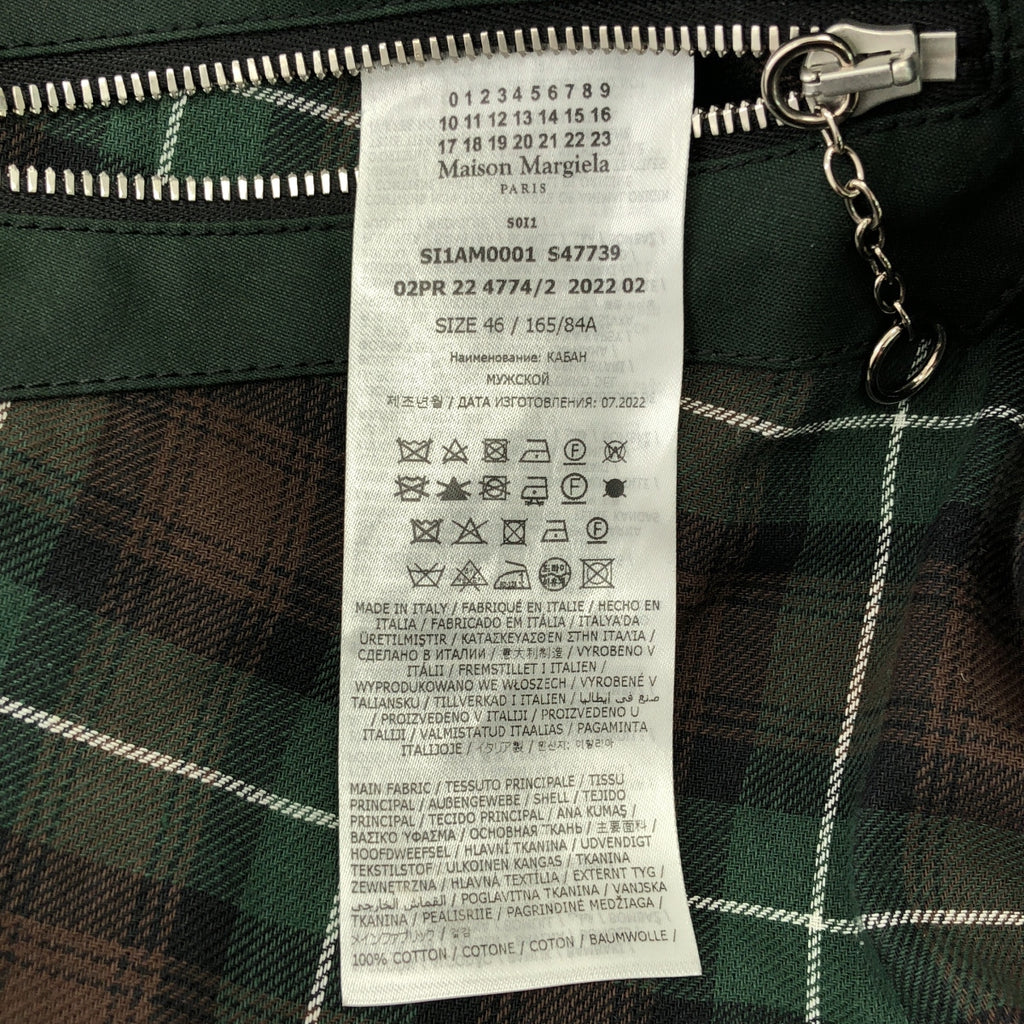 0 1 2 3 4 5 6 7 8 9
10 11 12 13 14 15 16
17 18 19 20 21 22 23
Maison Margiela
PARIS
S0I1
SI1AM0001 S47739
02PR 22 4774/2 2022 02
SIZE 46 / 165/84A
Наименование: КАБАН
МУЖСКОЙ
제조년월 / ДАТА ИЗГОТОВЛЕНИЯ: 07.2022
F W
F
F
드라이
MADE IN ITALY / FABRIQUÉ EN ITALIE / HECHO EN
ITALIA / FABRICADO EM ITÁLIA / ITALYA'DA
ÜRETILMIŞTIR / ΚΑΤΑΣΚΕΥΑΣΘΕΝ ΣΤΗΝ ΙΤΑΛΙΑ /
СДЕЛАНО В ИТАЛИИ / 意大利制造 / VYROBENO V
ITÁLII / FREMSTILLET I ITALIEN /
WYPRODUKOWANO WE WŁOSZECH / VYROBENÉ V
TALIANSKU / TILLVERKAD I ITALIEN / صنع في ايطاليا
/ PROIZVEDENO V ITALIJI / PROIZVEDENO U
ITALIJI / VALMISTATUD ITAALIAS / PAGAMINTA
ITALIJOJE / イタリア製 / 원산지: 이탈리아
MAIN FABRIC / TESSUTO PRINCIPALE / TISSU
PRINCIPAL / AUßENGEWEBE / SHELL / TEJIDO
PRINCIPAL / TECIDO PRINCIPAL / ANA KUMAŞ /
ΒΑΣΙΚΟ ΥΦΑΣΜΑ / ОСНОВНАЯ ТКАНЬ / 主要面料 /
HOOFDWEEFSEL / HLAVNÍ TKANINA / UDVENDIGT
TEKSTILSTOF / ULKOINEN KANGAS / TKANINA
ZEWNĘTRZNA / HLAVNÁ TEXTÍLIA / EXTERNT TYG /
القماش الخارجي / POGLAVITNA TKANINA / VANJSKA
TKANINA / PEALISRIIE / PAGRINDINĖ MEDŽIAGA /
メインファブリック / 겉감
100% COTTON / COTONE / COTON / BAUMWOLLE /